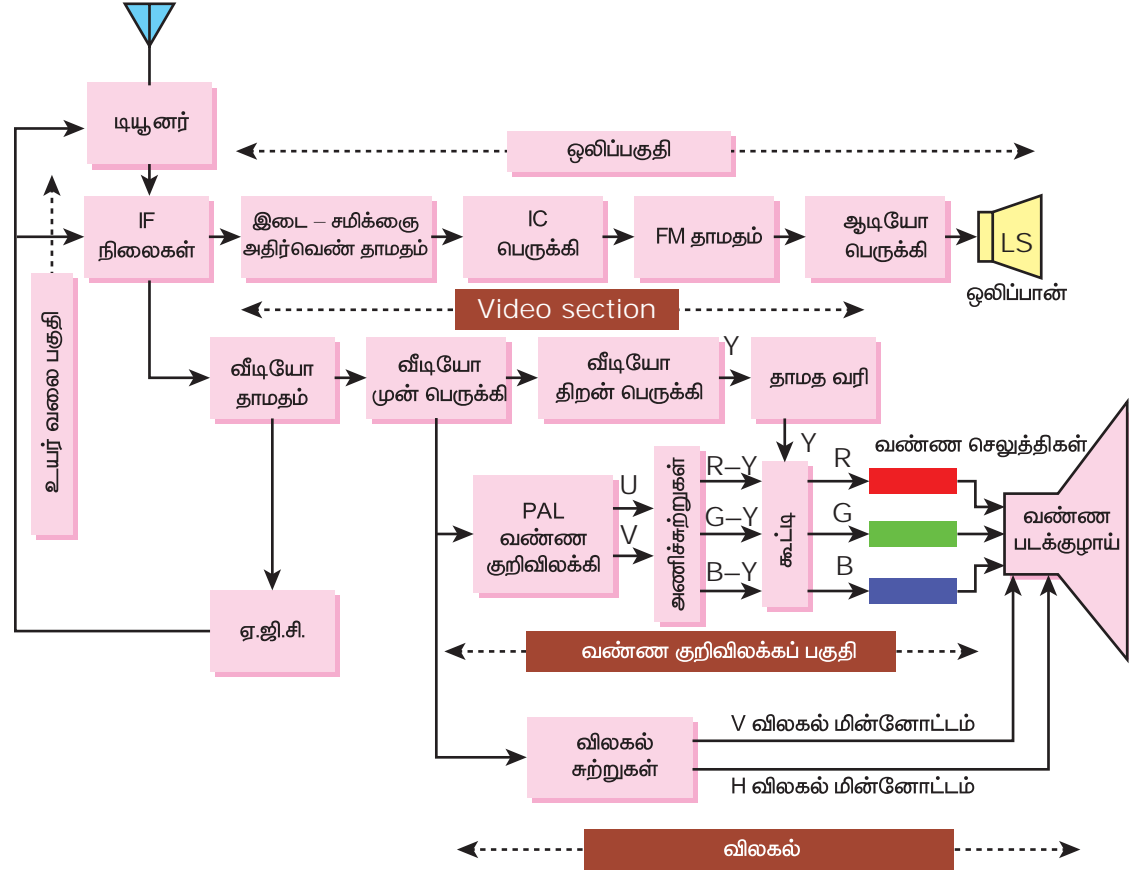 டியூனர்
ஒலிப்பகுதி
IF
நிலைகள்
இடை – சமிக்ஞை
அதிர்வெண் தாமதம்
IC
பெருக்கி
FM தாமதம்
ஆடியோ
பெருக்கி
LS
ஒலிப்பான்
உயர் வலை பகுதி
Video section
வீடியோ
தாமதம்
வீடியோ
முன் பெருக்கி
வீடியோ
திறன் பெருக்கி
Y
தாமத வரி
Y
வண்ண செலுத்திகள்
PAL
வண்ண
குறிவிலக்கி
U
V
அணிச்சுற்றுகள்
R–Y
G–Y
B–Y
கூட்டி
R
G
B
வண்ண
படக்குழாய்
ஏ.ஜி.சி.
வண்ண குறிவிலக்கப் பகுதி
விலகல்
சுற்றுகள்
V விலகல் மின்னோட்டம்
H விலகல் மின்னோட்டம்
விலகல்